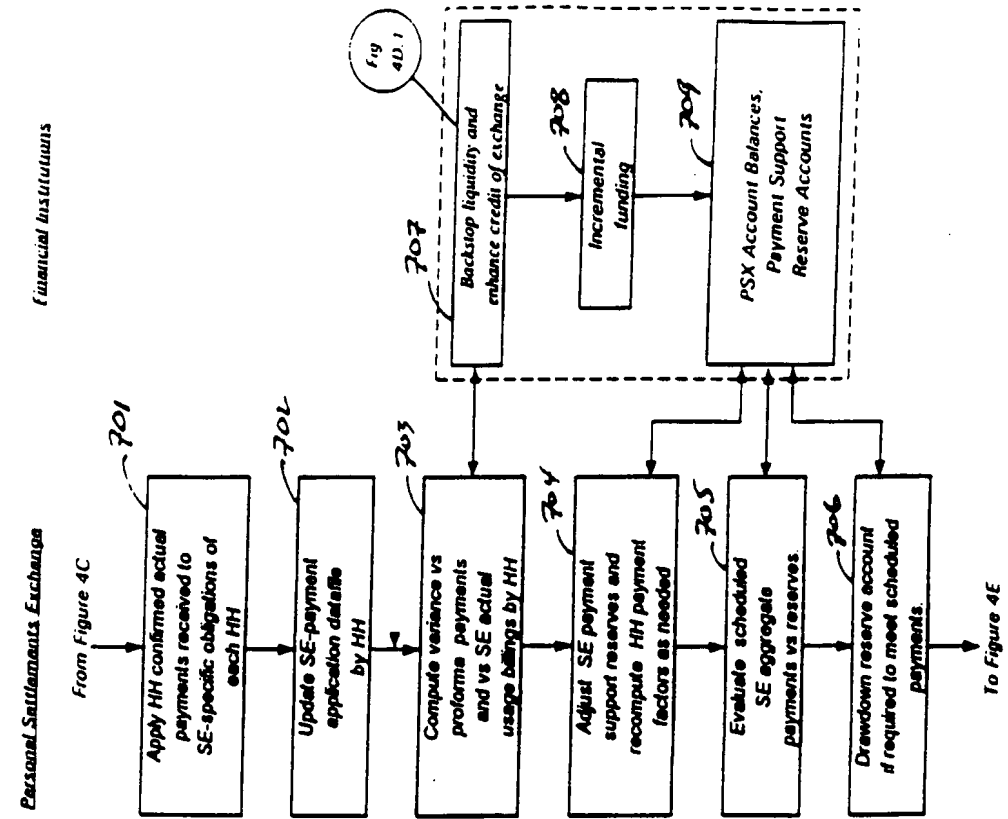 Personal Settlements Exchange
Financial Institutions
From Figure 4C
701
Apply HH confirmed actual
payments received to
SE-specific obligations of
each HH
702
Update SE-payment
application datafile
by HH
703
Compute variance vs
proforma payments
and vs SE actual
usage billings by HH
704
Adjust SE payment
support reserves and
recompute HH payment
factors as needed
705
Evaluate scheduled
SE aggregate
payments vs reserves.
706
Drawdown reserve account
if required to meet scheduled
payments.
To Figure 4E
Fig
4D.1
707
Backstop liquidity and
enhance credit of exchange
708
Incremental
funding
709
PSX Account Balances,
Payment Support
Reserve Accounts